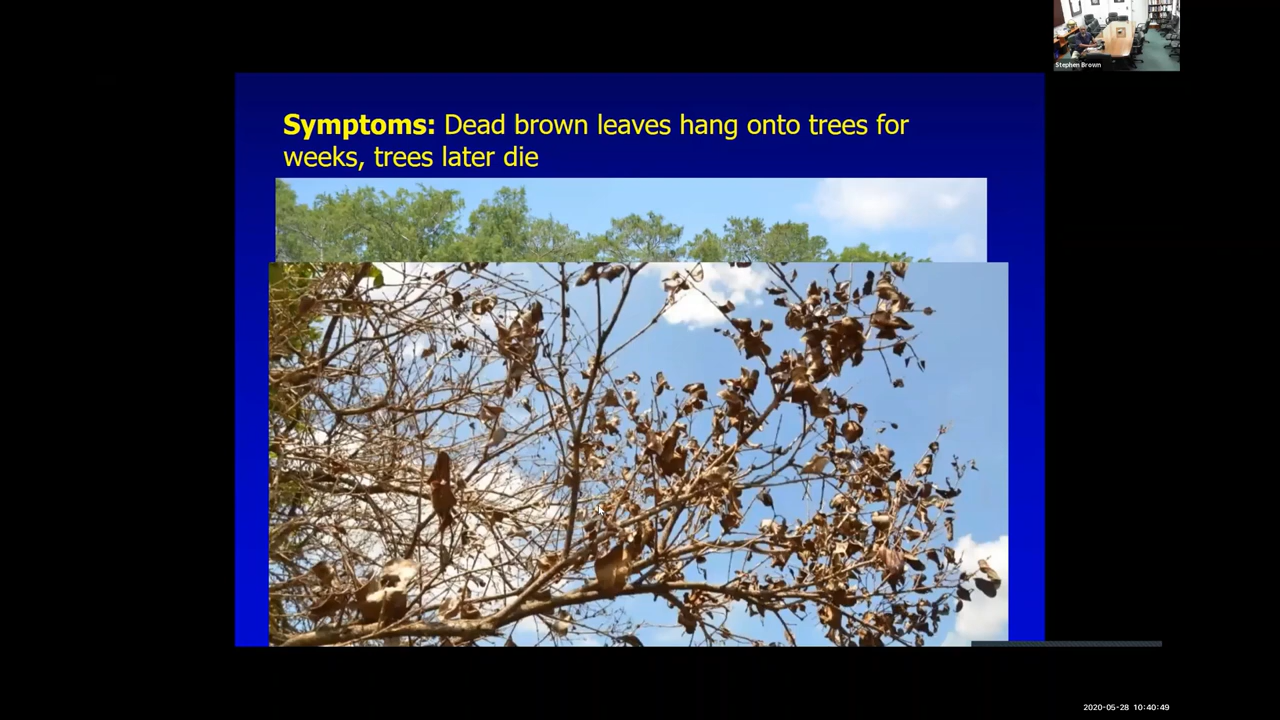 Stephen Brown
Symptoms: Dead brown leaves hang onto trees for
weeks, trees later die
2020-05-28 10:40:49